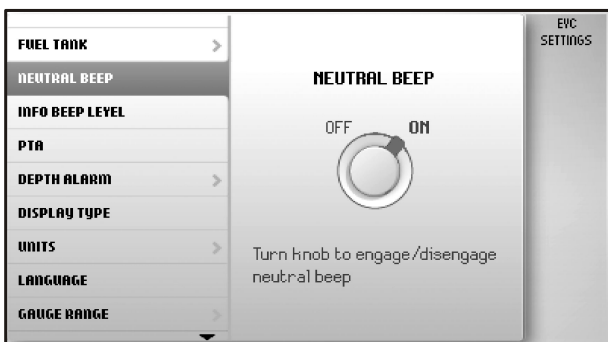 EVC
SETTINGS
FUEL TANK
NEUTRAL BEEP
INFO BEEP LEVEL
PTA
DEPTH ALARM
DISPLAY TYPE
UNITS
LANGUAGE
GAUGE RANGE
NEUTRAL BEEP
OFF ON
Turn knob to engage/disengage
neutral beep